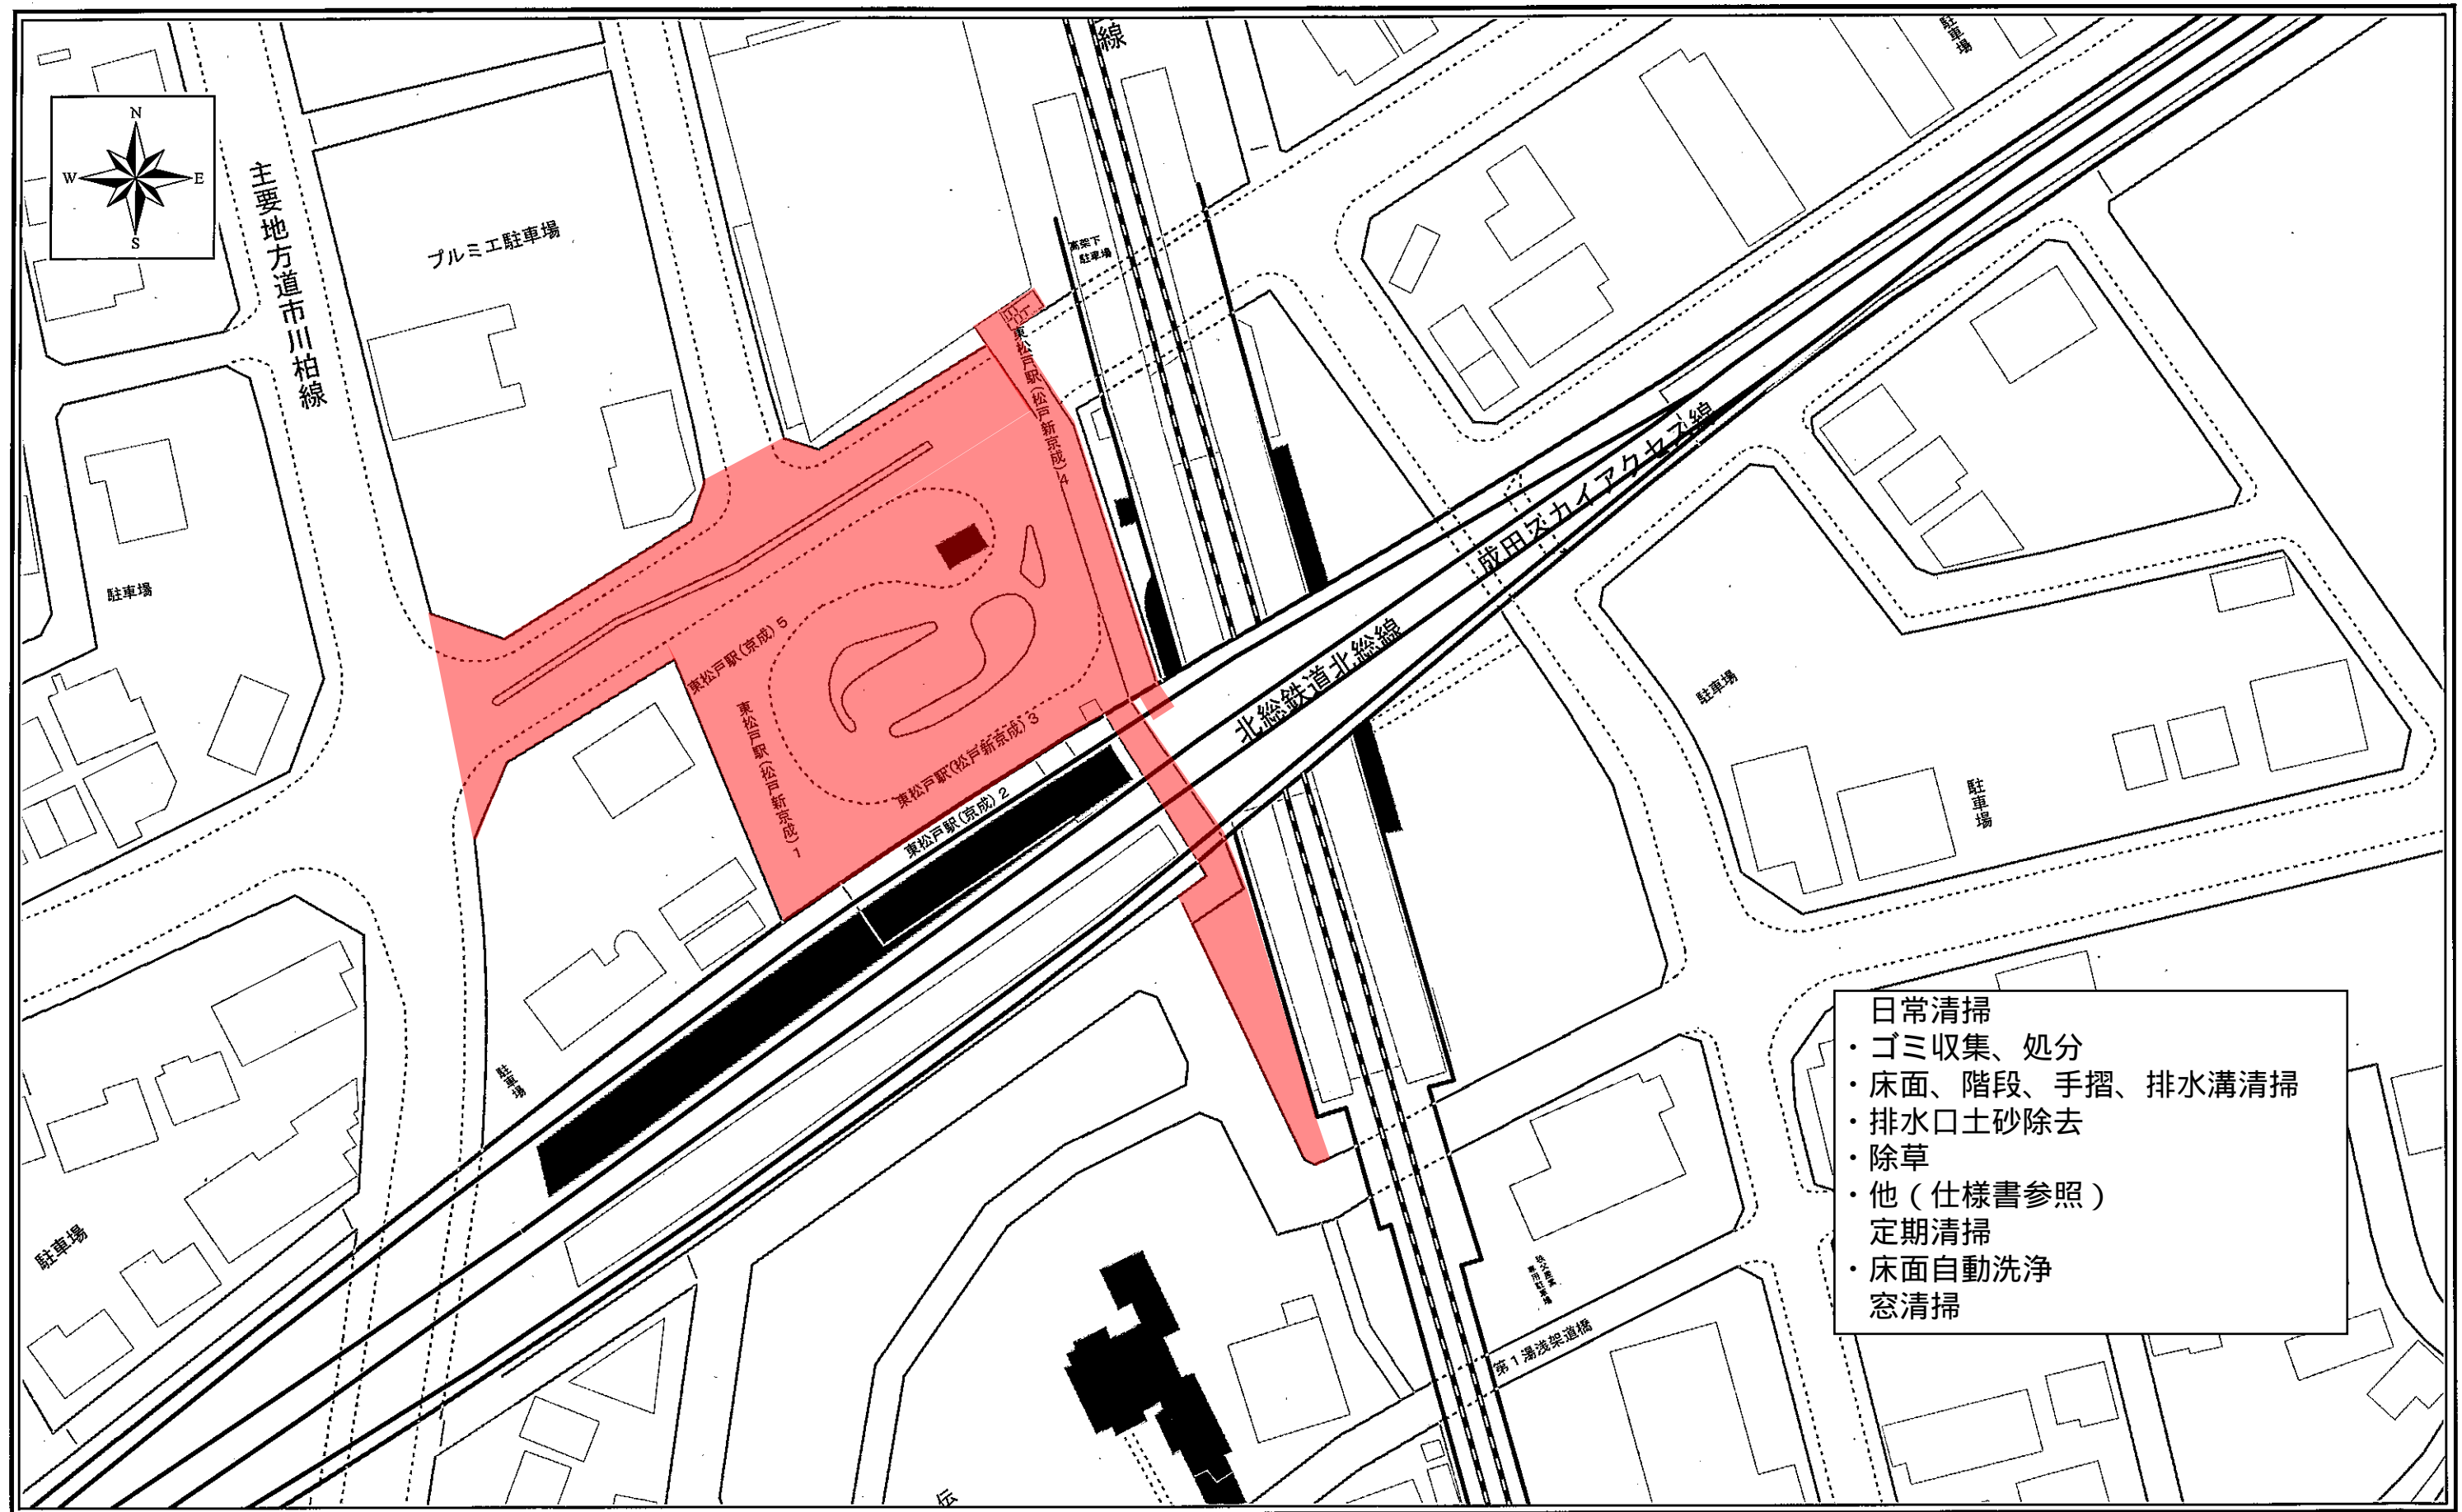 線
駐車場
N
W
E
S
主要地方道市川柏線
プルミエ駐車場
高架下
駐車場
東松戸駅(松戸新京成)4
成田スカイアクセス線
駐車場
東松戸駅(京成)5
北総鉄道北総線
駐車場
東松戸駅(松戸新京成)1
東松戸駅(松戸新京成)3
東松戸駅(京成)2
駐車場
駐車場
駐車場
日常清掃
・ゴミ収集、処分
・床面、階段、手摺、排水溝清掃
・排水口土砂除去
・除草
・他(仕様書参照)
定期清掃
・床面自動洗浄
窓清掃
専用駐車場
第1湯浅架道橋
伝